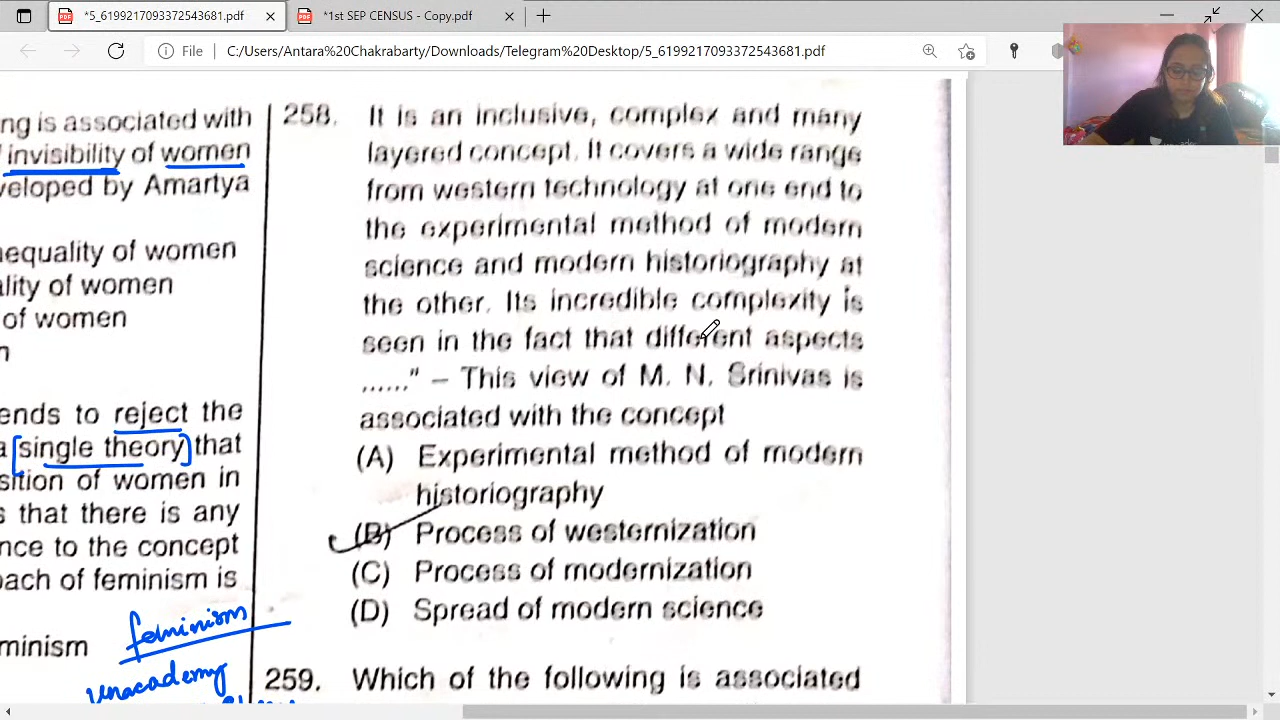 *5_6199217093372543681.pdf
*1st SEP CENSUS - Copy.pdf
File
C:/Users/Antara%20Chakrabarty/Downloads/Telegram%20Desktop/5_6199217093372543681.pdf
ng is associated with
invisibility of women
veloped by Amartya
nequality of women
ality of women
of women
n
ends to reject the
a [single theory] that
sition of women in
s that there is any
nce to the concept
oach of feminism is
feminism
minism
unacademy
258. It is an inclusive, complex and many
layered concept. It covers a wide range
from western technology at one end to
the experimental method of modern
science and modern historiography at
the other. Its incredible complexity is
seen in the fact that different aspects
......" – This view of M. N. Srinivas is
associated with the concept
(A) Experimental method of modern
historiography
(B) Process of westernization
(C) Process of modernization
(D) Spread of modern science
259. Which of the following is associated